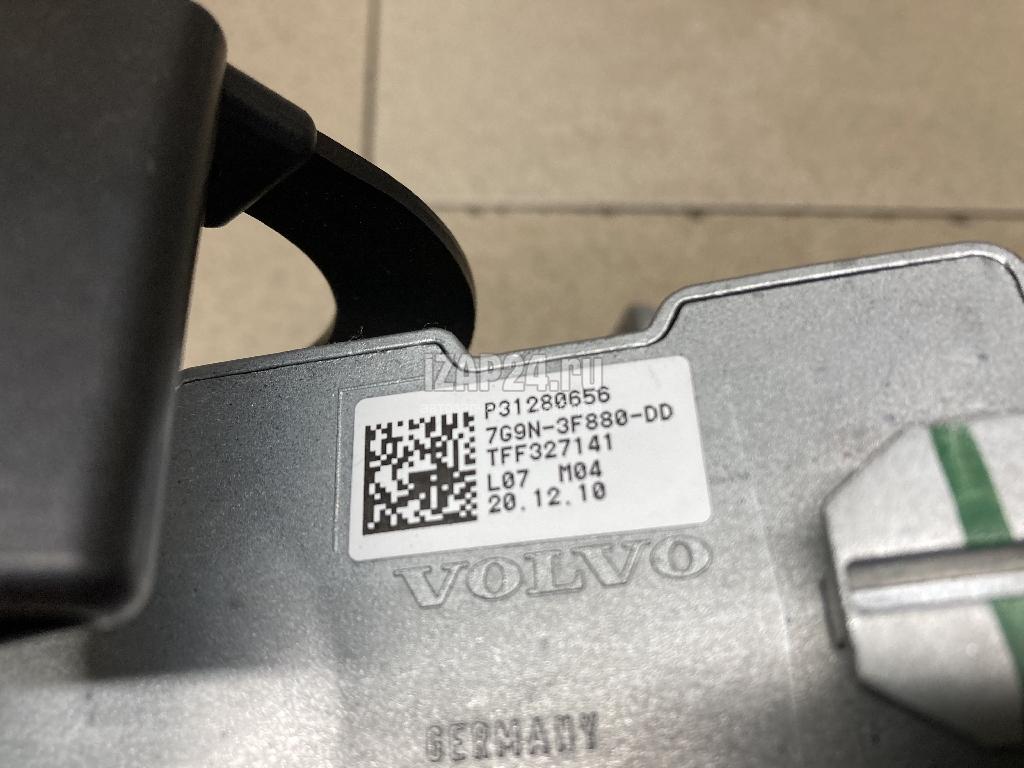 iZAP24.ru
P31280656
7G9N-3F880-DD
TFF327141
L07 M04
20.12.10
VOLVO
GERMANY